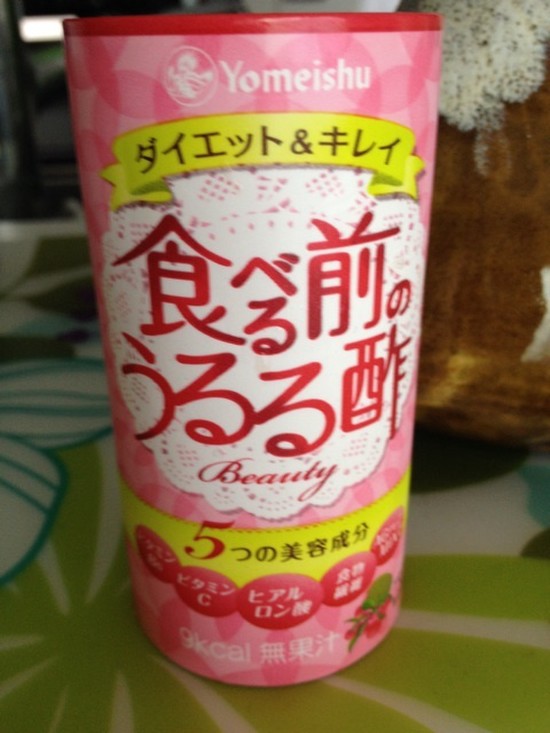 Yomeishu
ダイエット&キレイ
食べる前の
うるる酢
Beauty
5つの美容成分
ビタミン
C
ヒアル
ロン酸
食物
繊維
9kcal 無果汁